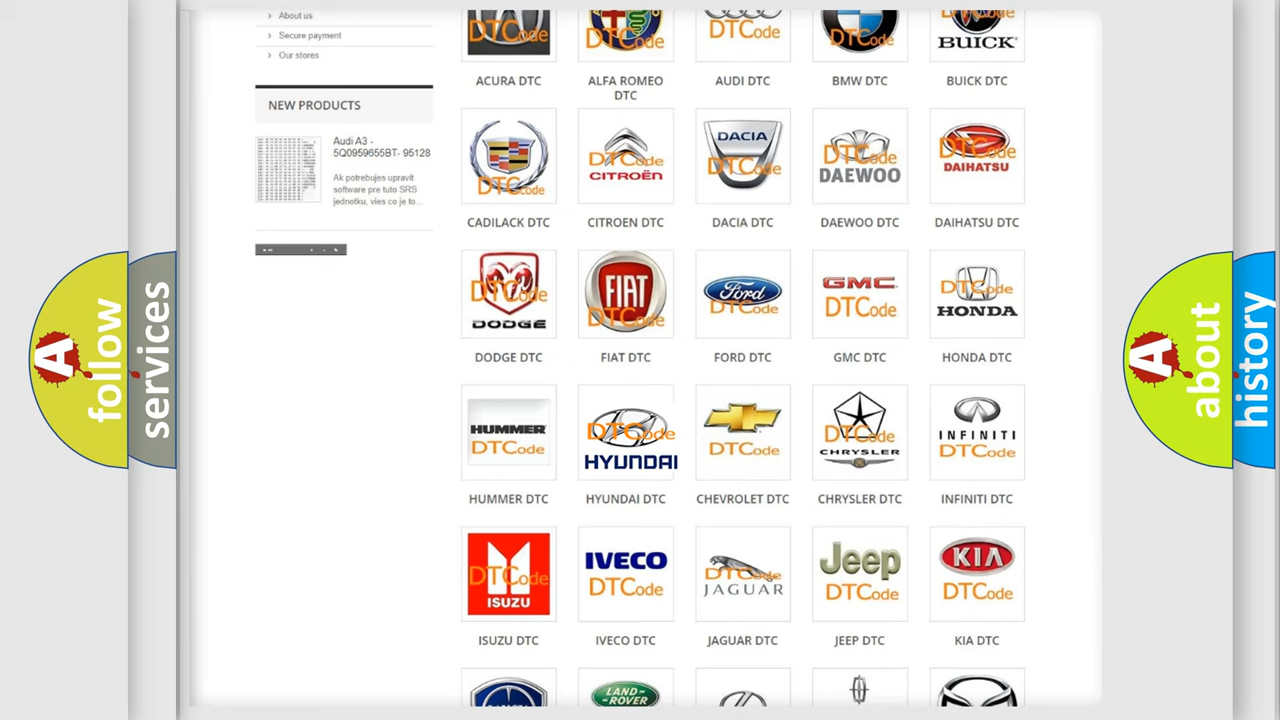 About us
Secure payment
Our stores
NEW PRODUCTS
Audi A3 -
5Q0959655BT- 95128
Ak potrebujes upravit
software pre tuto SRS
jednotku, vies co je to...
DTCode
DTCode
DTCode
DTCode
BUICK
ACURA DTC
ALFA ROMEO
DTC
AUDI DTC
BMW DTC
BUICK DTC
DTCode
DTCode
CITROËN
DACIA
DTCode
DTCode
DAEWOO
DTCode
DAIHATSU
CADILACK DTC
CITROEN DTC
DACIA DTC
DAEWOO DTC
DAIHATSU DTC
DTCode
DODGE
FIAT
DTCode
Ford
DTCode
GMC
DTCode
DTCode
HONDA
DODGE DTC
FIAT DTC
FORD DTC
GMC DTC
HONDA DTC
HUMMER
DTCode
DTCode
HYUNDAI
DTCode
DTCode
CHRYSLER
INFINITI
DTCode
HUMMER DTC
HYUNDAI DTC
CHEVROLET DTC
CHRYSLER DTC
INFINITI DTC
DTCode
ISUZU
IVECO
DTCode
DTCode
JAGUAR
Jeep
DTCode
KIA
DTCode
ISUZU DTC
IVECO DTC
JAGUAR DTC
JEEP DTC
KIA DTC
LAND-
ROVER
A
follow
services
A
about
history